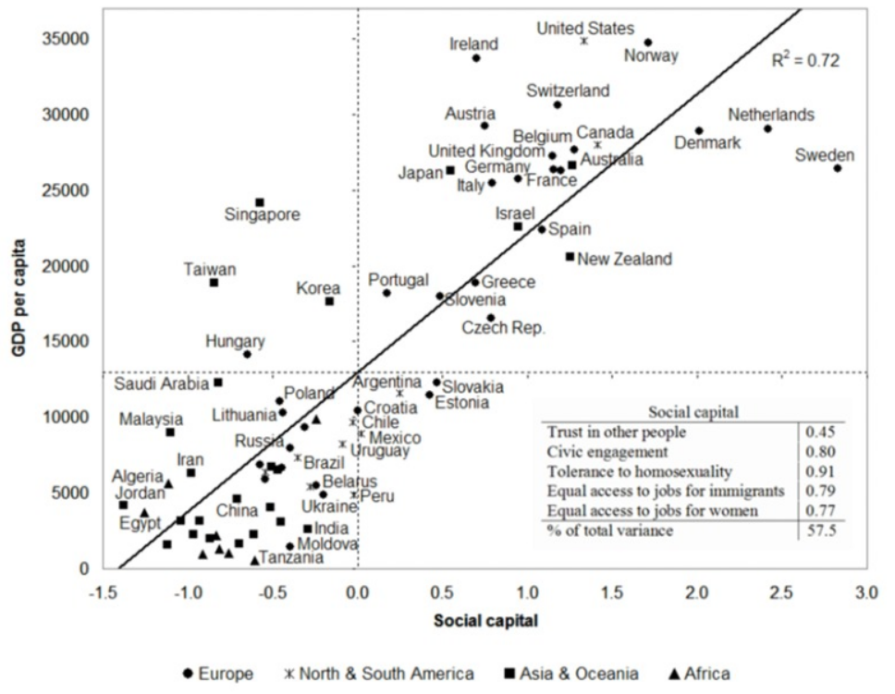 35000
30000
25000
20000
15000
10000
5000
0
GDP per capita
United States
Ireland
Norway
R² = 0.72
Switzerland
Austria
Netherlands
Belgium
Canada
Denmark
United Kingdom
Australia
Sweden
Japan
Germany
Italy
France
Singapore
Israel
Spain
New Zealand
Taiwan
Korea
Portugal
Greece
Slovenia
Czech Rep.
Hungary
Saudi Arabia
Argentina
Slovakia
Poland
Estonia
Lithuania
Croatia
Malaysia
Chile
Russia
Mexico
Uruguay
Iran
Brazil
Algeria
Belarus
Jordan
Peru
China
Ukraine
Egypt
India
Moldova
Tanzania
Social capital
Trust in other people 0.45
Civic engagement 0.80
Tolerance to homosexuality 0.91
Equal access to jobs for immigrants 0.79
Equal access to jobs for women 0.77
% of total variance 57.5
-1.5 -1.0 -0.5 0.0 0.5 1.0 1.5 2.0 2.5 3.0
Social capital
Europe North & South America Asia & Oceania Africa